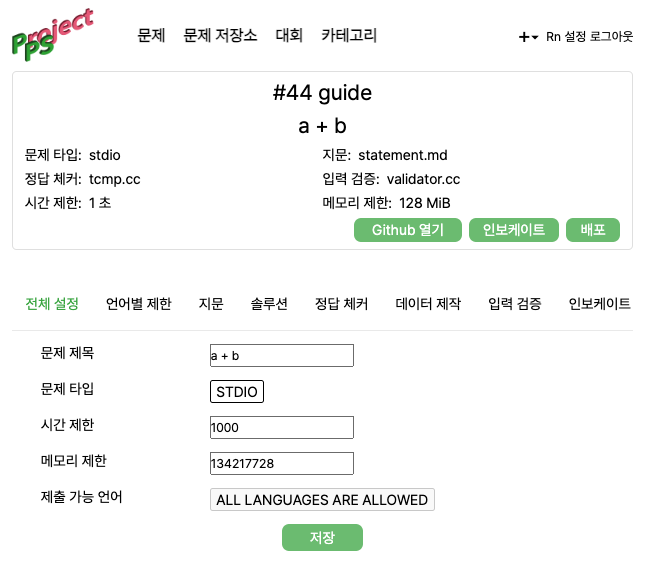 Project PPS
문제 문제 저장소 대회 카테고리 +▾ Rn 설정 로그아웃
#44 guide
a + b
문제 타입: stdio 지문: statement.md
정답 체커: tcmp.cc 입력 검증: validator.cc
시간 제한: 1 초 메모리 제한: 128 MiB
Github 열기 인보케이트 배포
전체 설정 언어별 제한 지문 솔루션 정답 체커 데이터 제작 입력 검증 인보케이트
문제 제목 a + b
문제 타입 STDIO
시간 제한 1000
메모리 제한 134217728
제출 가능 언어 ALL LANGUAGES ARE ALLOWED
저장